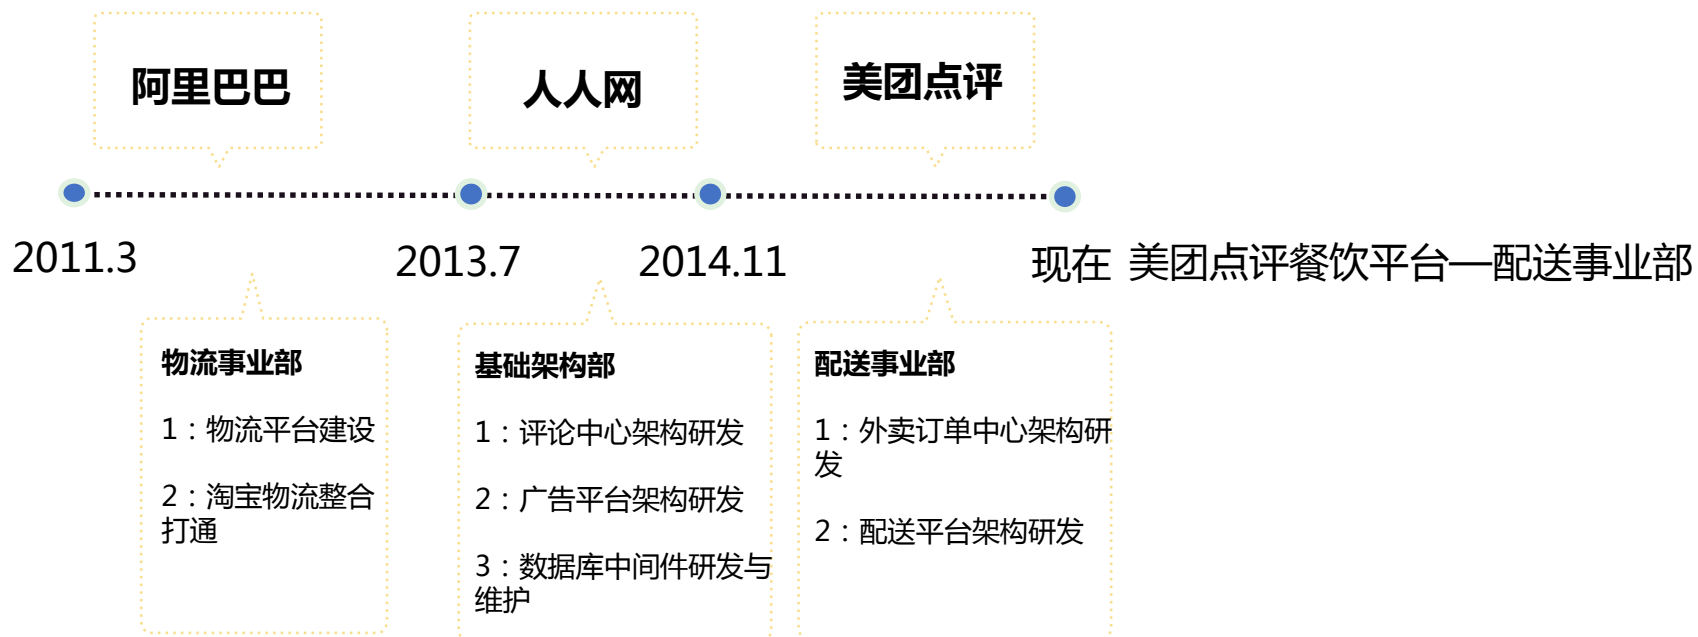 阿里巴巴
人人网
美团点评
2011.3
2013.7
2014.11
现在
美团点评餐饮平台—配送事业部
物流事业部
1：物流平台建设
2：淘宝物流整合
打通
基础架构部
1：评论中心架构研发
2：广告平台架构研发
3：数据库中间件研发与
维护
配送事业部
1：外卖订单中心架构研
发
2：配送平台架构研发